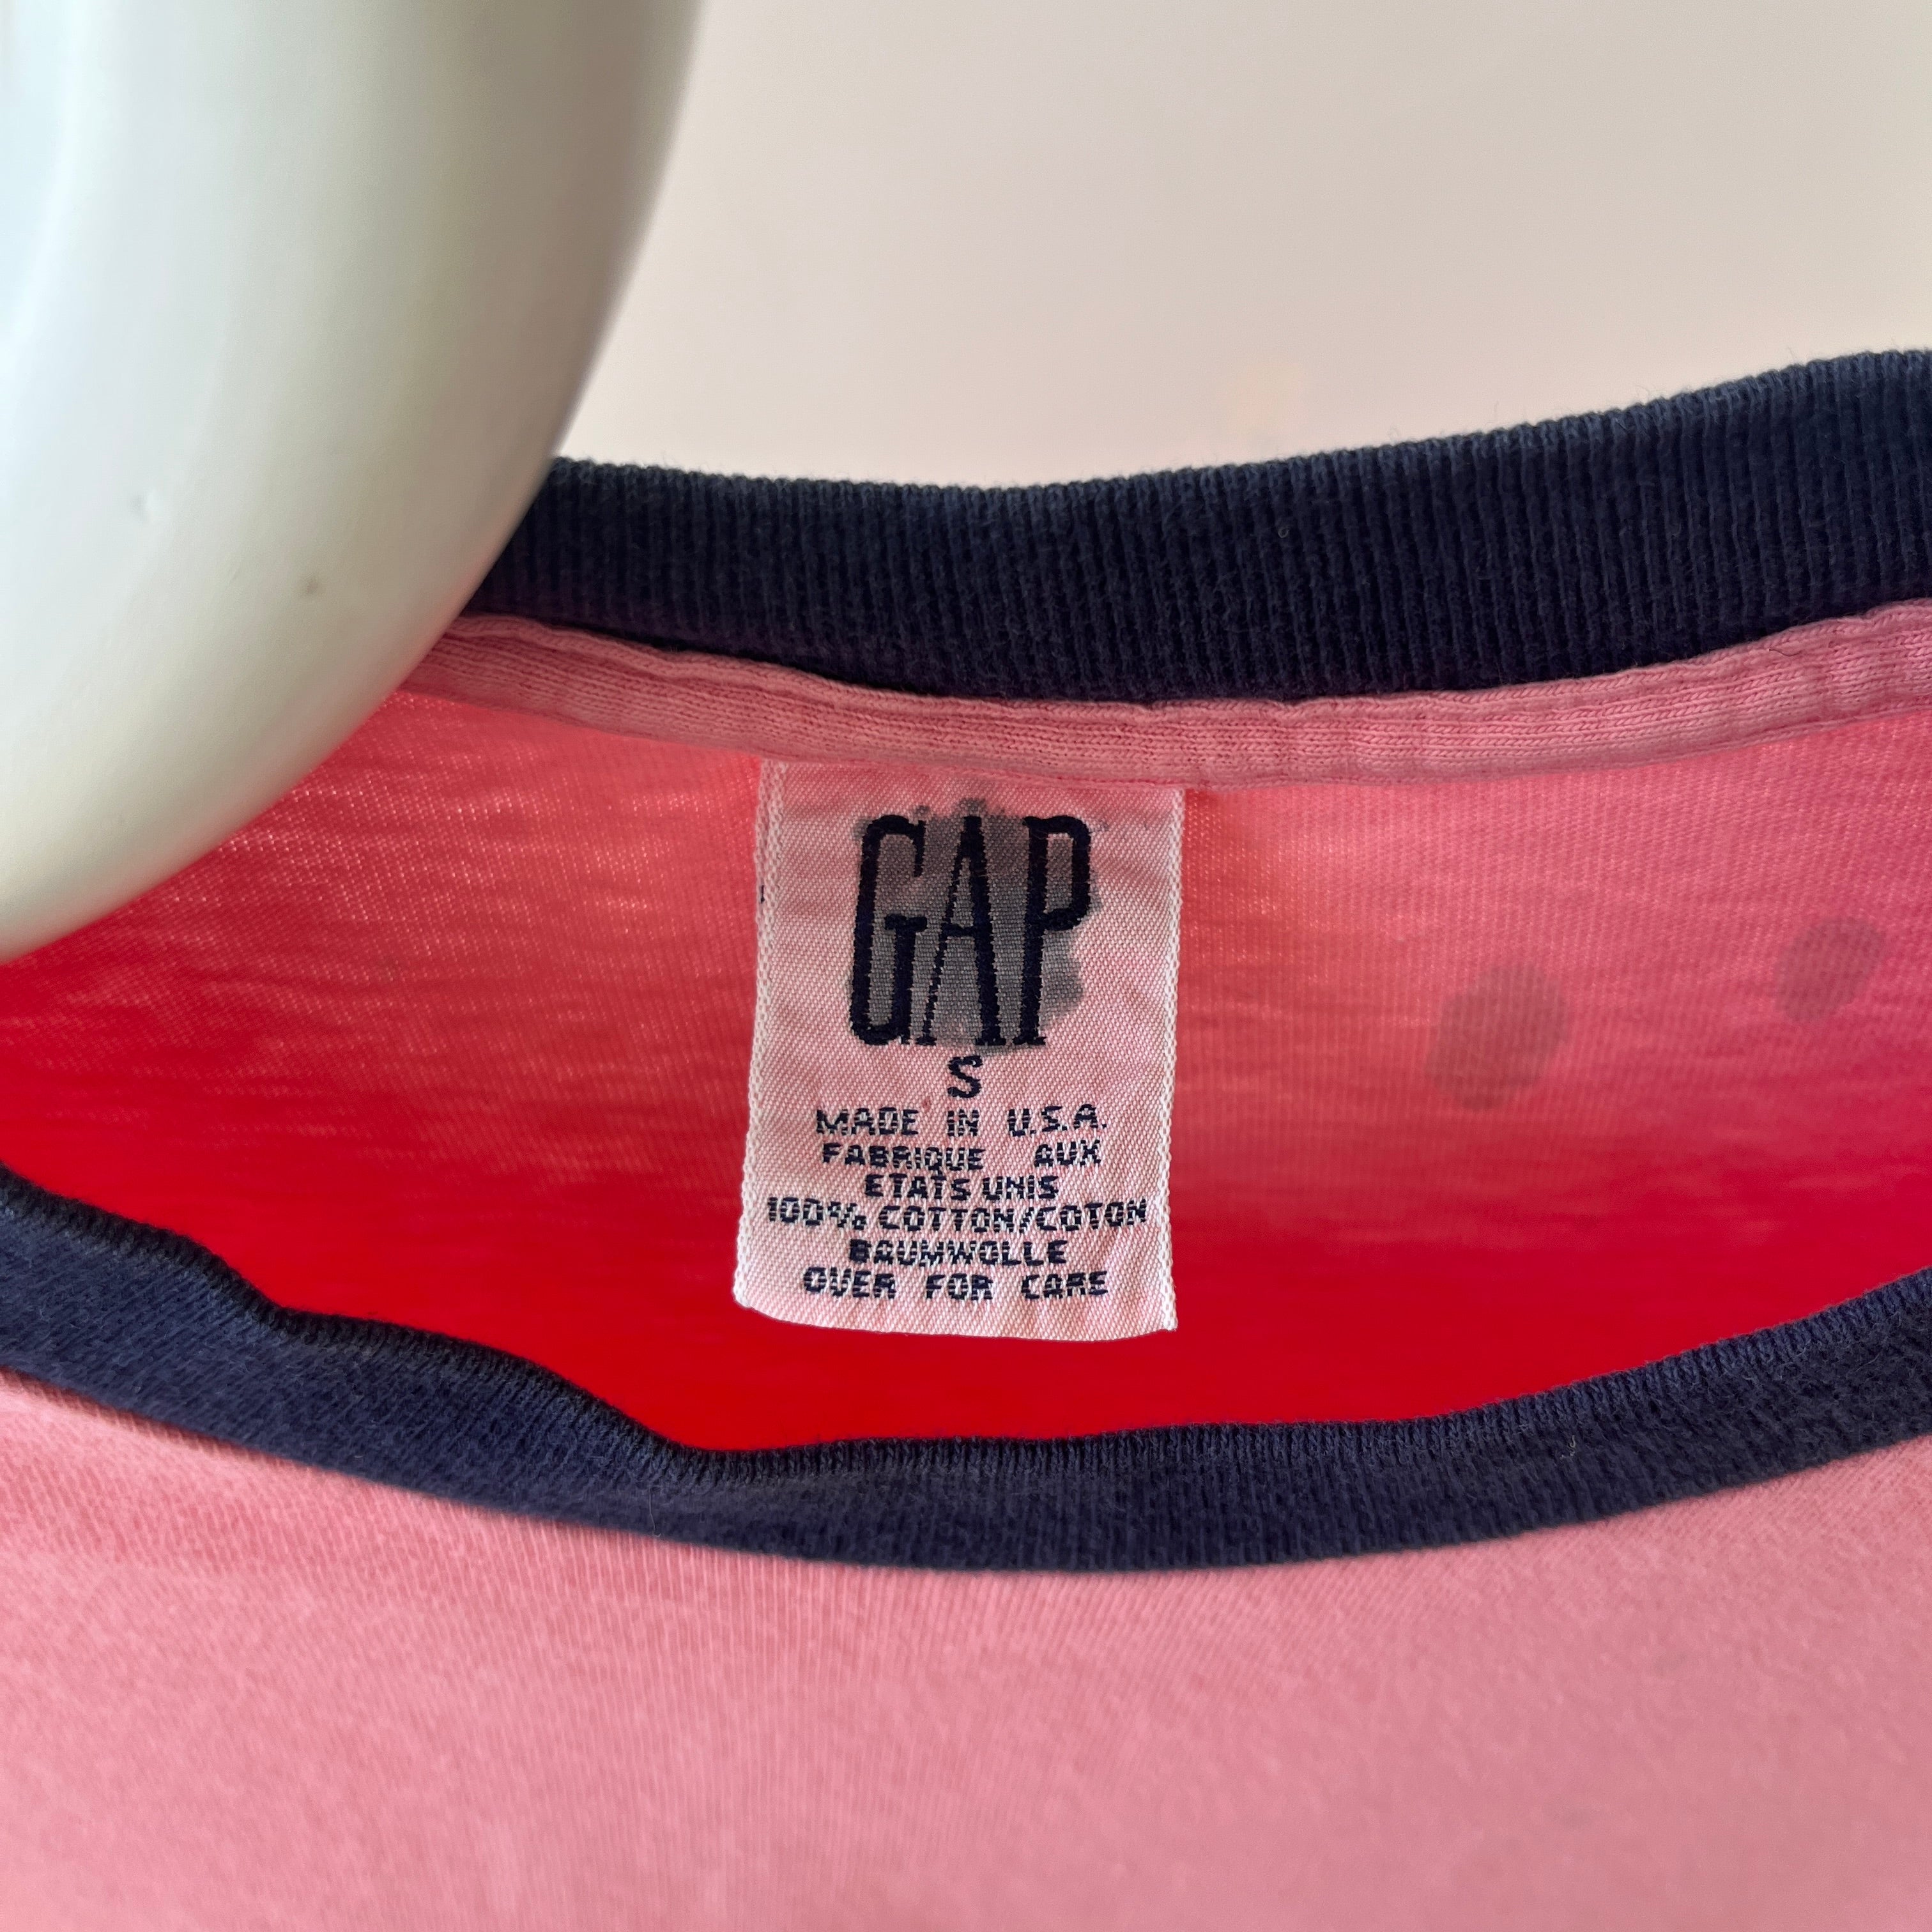 GAP
S
MADE IN U.S.A.
FABRIQUE AUX
ETATS UNIS
100% COTTON/COTON
BAUMWOLLE
OVER FOR CARE